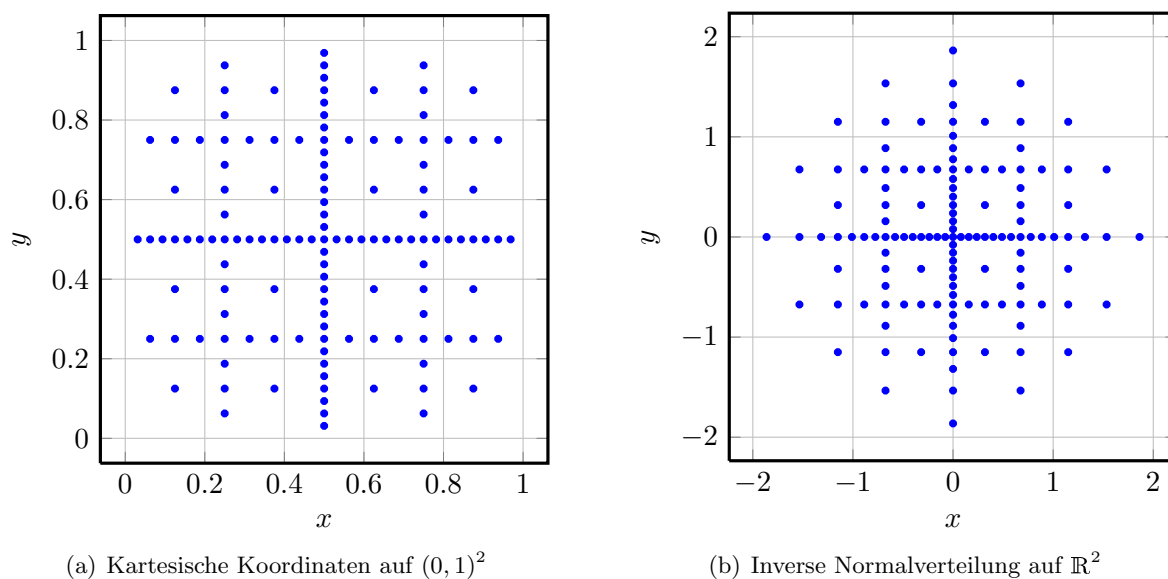 1
0.8
0.6
0.4
0.2
0
y
0 0.2 0.4 0.6 0.8 1
x
(a) Kartesische Koordinaten auf (0, 1)²
2
1
0
−1
−2
y
−2 −1 0 1 2
x
(b) Inverse Normalverteilung auf ℝ²